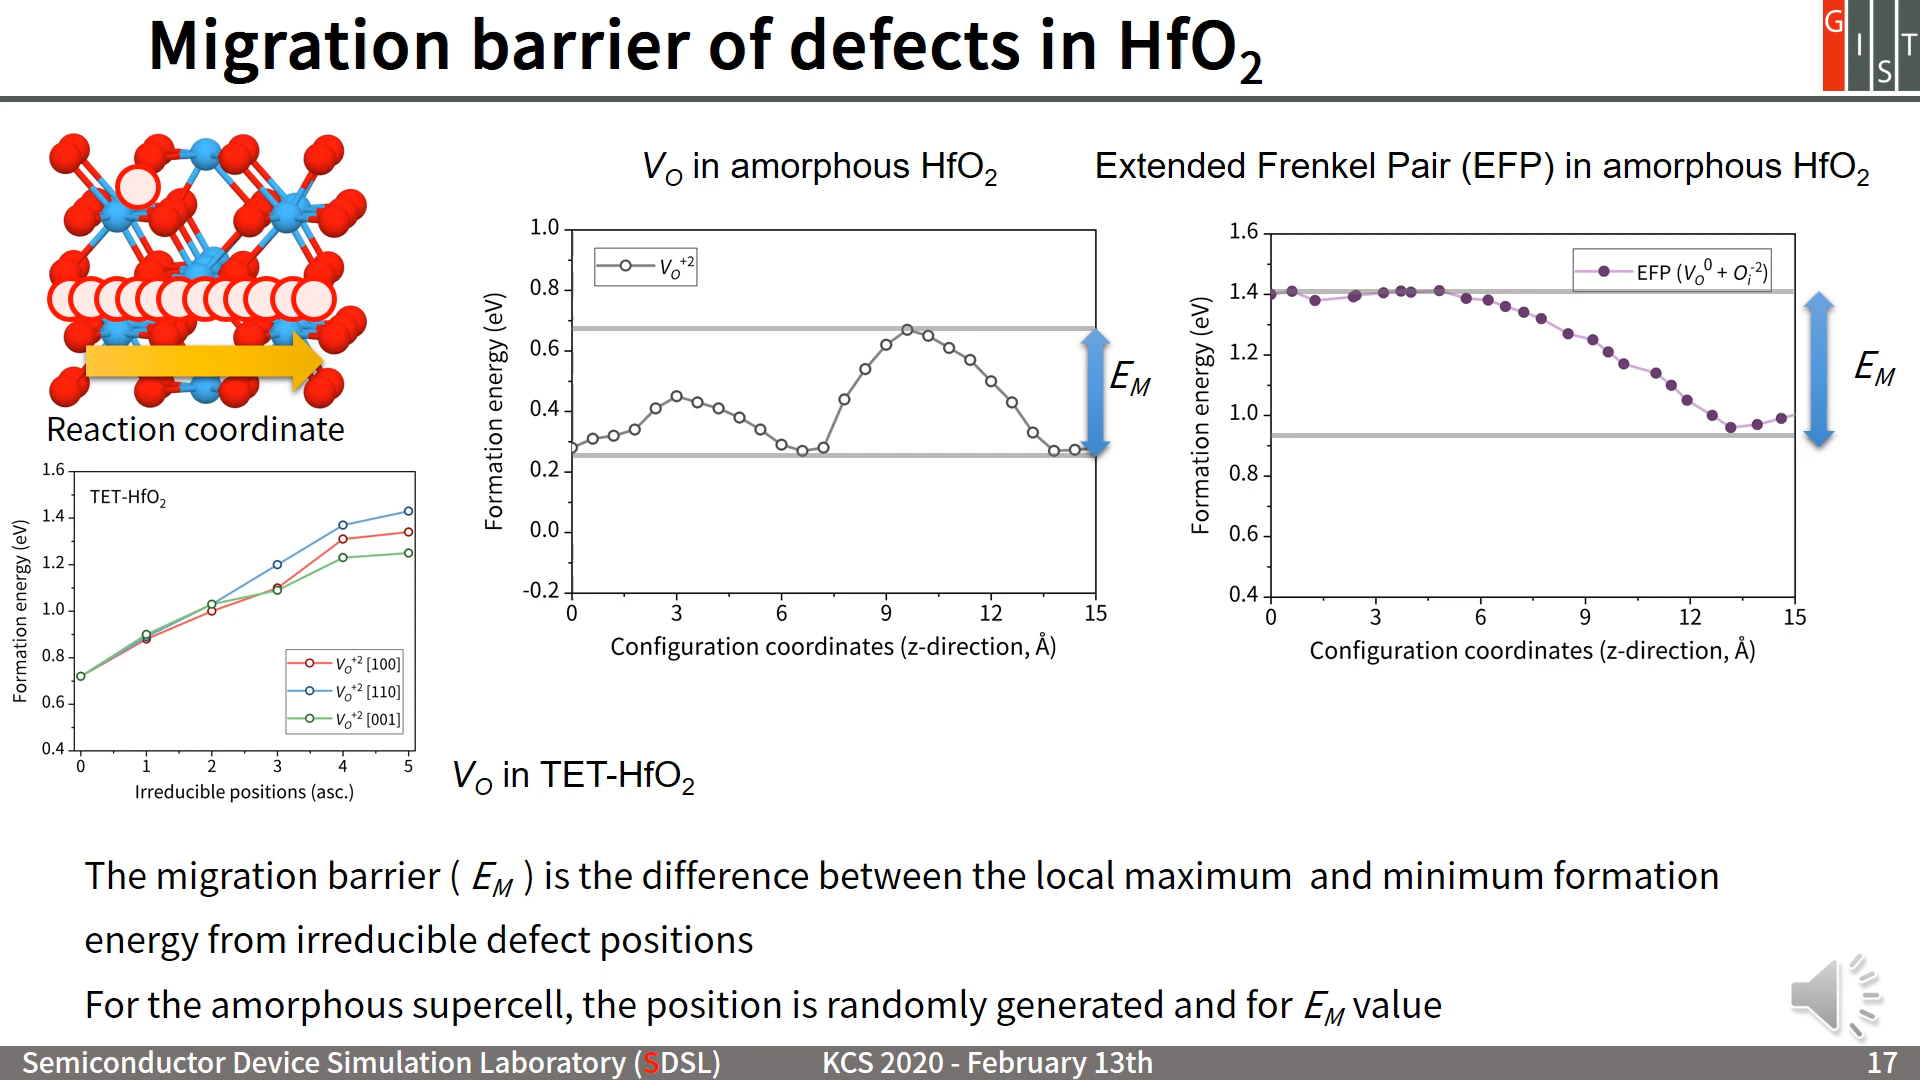 Migration barrier of defects in HfO2
G I S T
Reaction coordinate
VO in amorphous HfO2
Extended Frenkel Pair (EFP) in amorphous HfO2
1.6
1.4
1.2
1.0
0.8
0.6
0.4
Formation energy (eV)
TET-HfO2
VO+2 [100]
VO+2 [110]
VO+2 [001]
0 1 2 3 4 5
Irreducible positions (asc.)
VO in TET-HfO2
1.0
0.8
0.6
0.4
0.2
0.0
-0.2
Formation energy (eV)
VO+2
EM
0 3 6 9 12 15
Configuration coordinates (z-direction, Å)
1.6
1.4
1.2
1.0
0.8
0.6
0.4
Formation energy (eV)
EFP (VO0 + Oi-2)
EM
0 3 6 9 12 15
Configuration coordinates (z-direction, Å)
The migration barrier ( EM ) is the difference between the local maximum and minimum formation
energy from irreducible defect positions
For the amorphous supercell, the position is randomly generated and for EM value
Semiconductor Device Simulation Laboratory (SDSL) KCS 2020 - February 13th 17